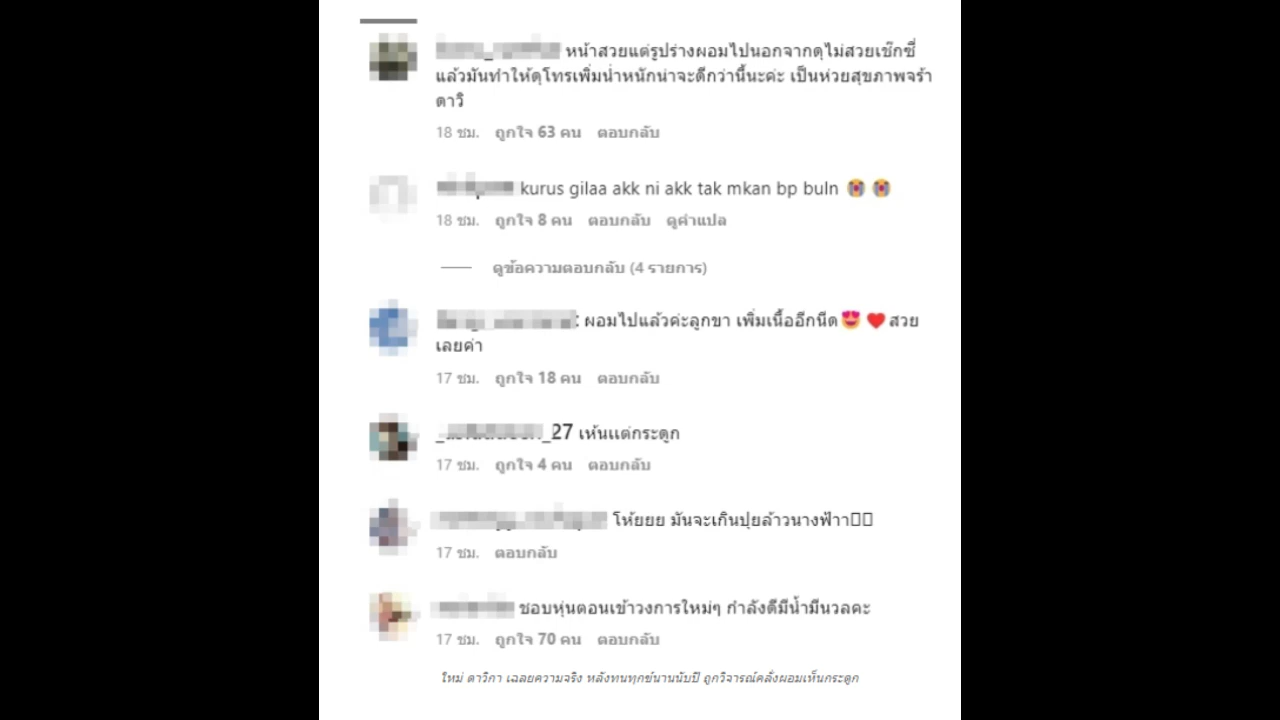 หน้าสวยแต่รูปร่างผอมไปนอกจากดูไม่สวยเซ็กซี่
แล้วมันทำให้ดูโทรเพิ่มน้ำหนักน่าจะดีกว่านี้นะค่ะ เป็นห่วยสุขภาพจร้า
ดาวิ
18 ชม. ถูกใจ 63 คน ตอบกลับ
kurus gilaa akk ni akk tak mkan bp buln 😭 😭
18 ชม. ถูกใจ 8 คน ตอบกลับ ดูคำแปล
ดูข้อความตอบกลับ (4 รายการ)
: ผอมไปแล้วค่ะลูกขา เพิ่มเนื้ออีกนี๊ด😍 ❤️ สวย
เลยค่า
17 ชม. ถูกใจ 18 คน ตอบกลับ
_27 เห้นแต่กระดูก
17 ชม. ถูกใจ 4 คน ตอบกลับ
โห้ยยย มันจะเกินปุ่ยล้าวนางฟ้าา
17 ชม. ตอบกลับ
ชอบหุ่นตอนเข้าวงการใหม่ๆ กำลังดีมีน้ำมีนวลคะ
17 ชม. ถูกใจ 70 คน ตอบกลับ
ใหม่ ดาวิกา เฉลยความจริง หลังทนทุกข์นานนับปี ถูกวิจารณ์คลั่งผอมเห็นกระดูก